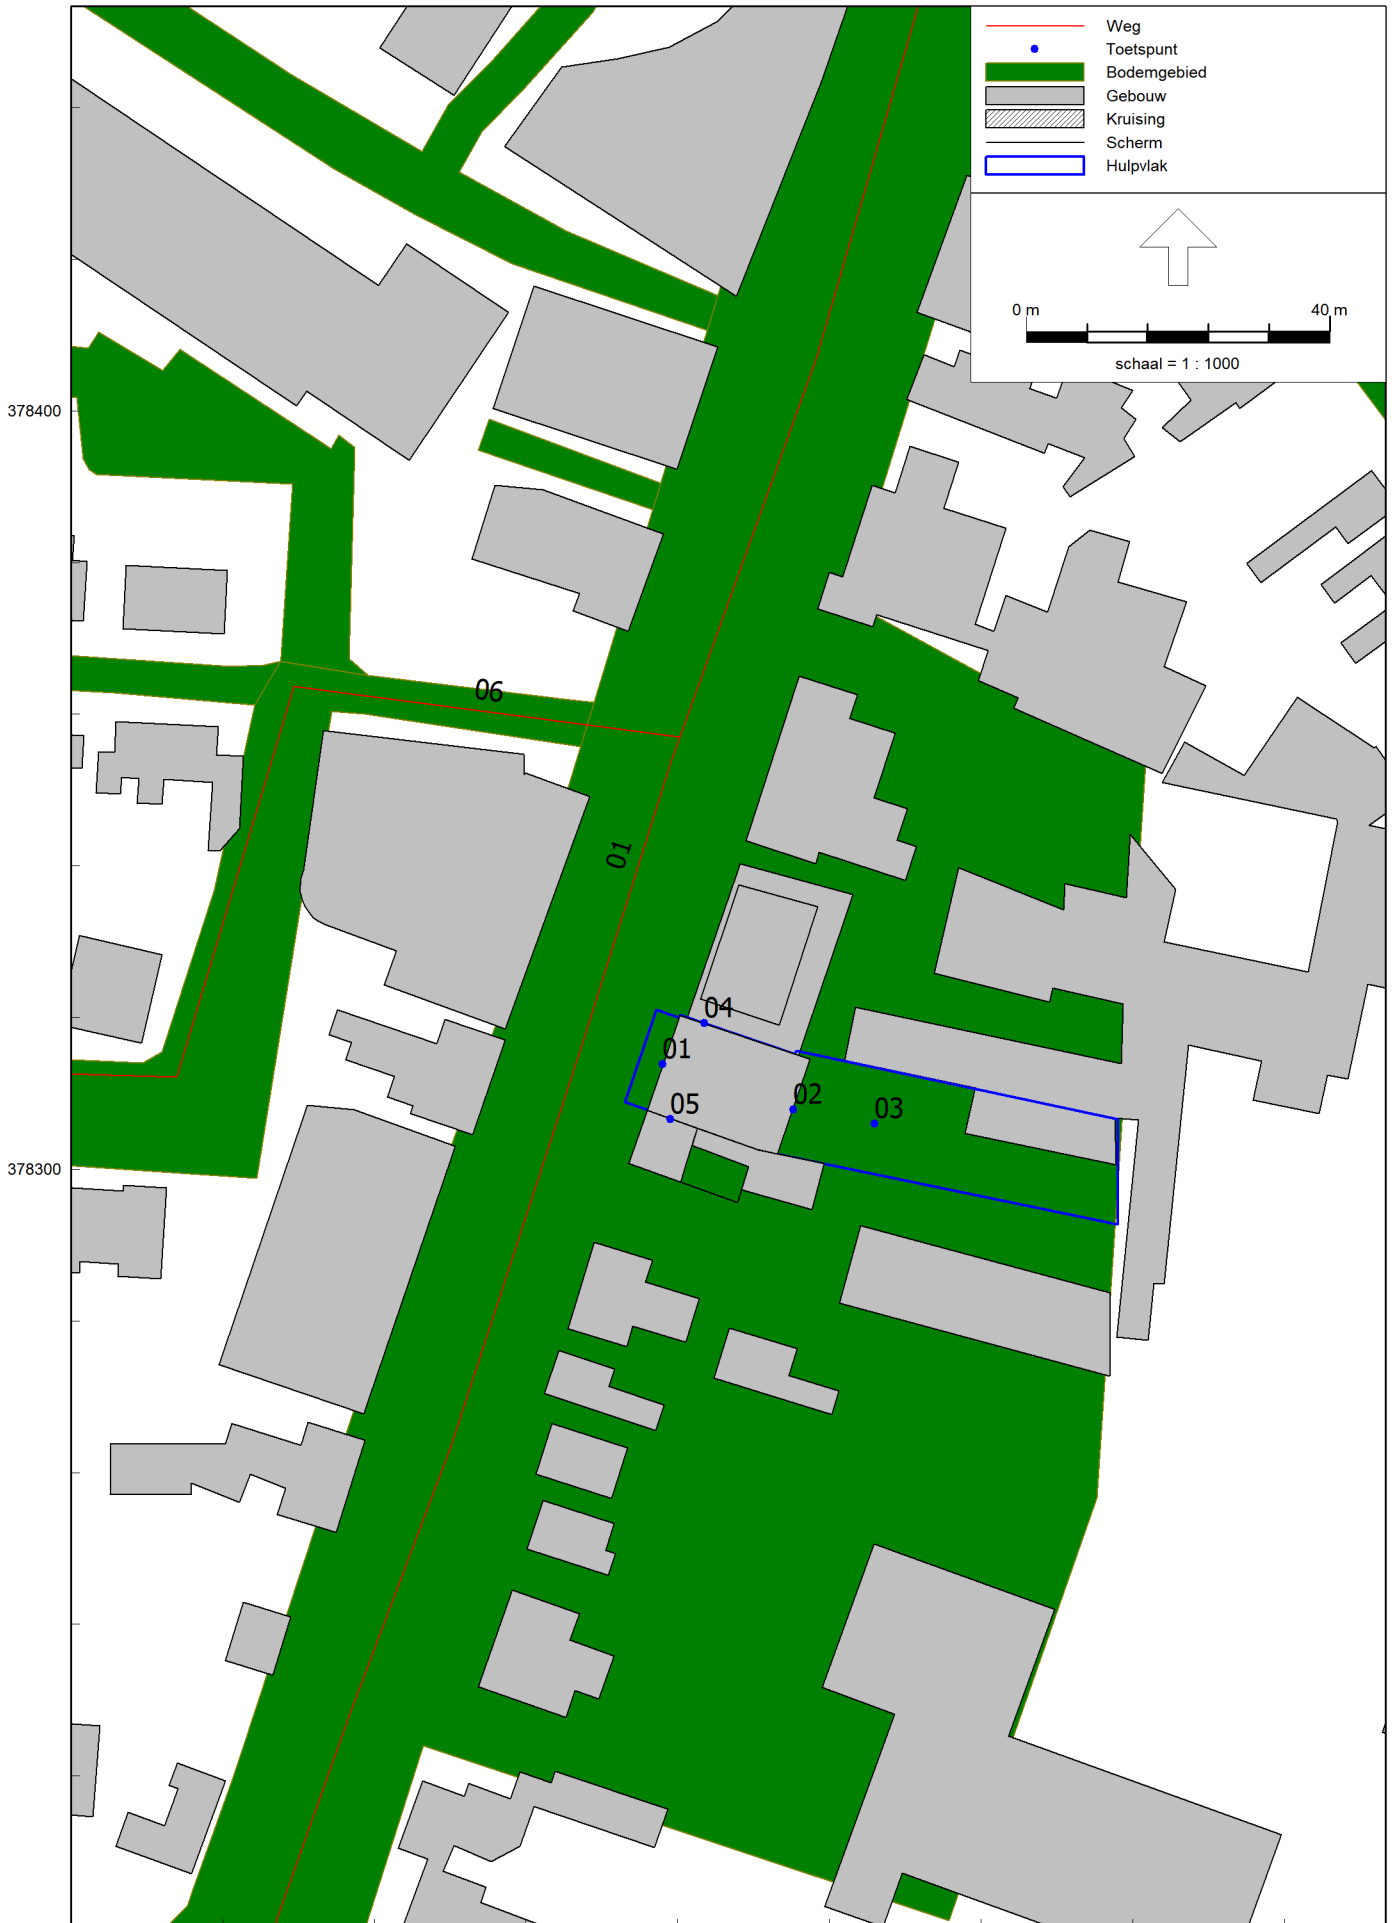 Weg
Toetspunt
Bodemgebied
Gebouw
Kruising
Scherm
Hulpvlak
0 m 40 m
schaal = 1 : 1000
378400
06
01
04
01
02
05
03
378300